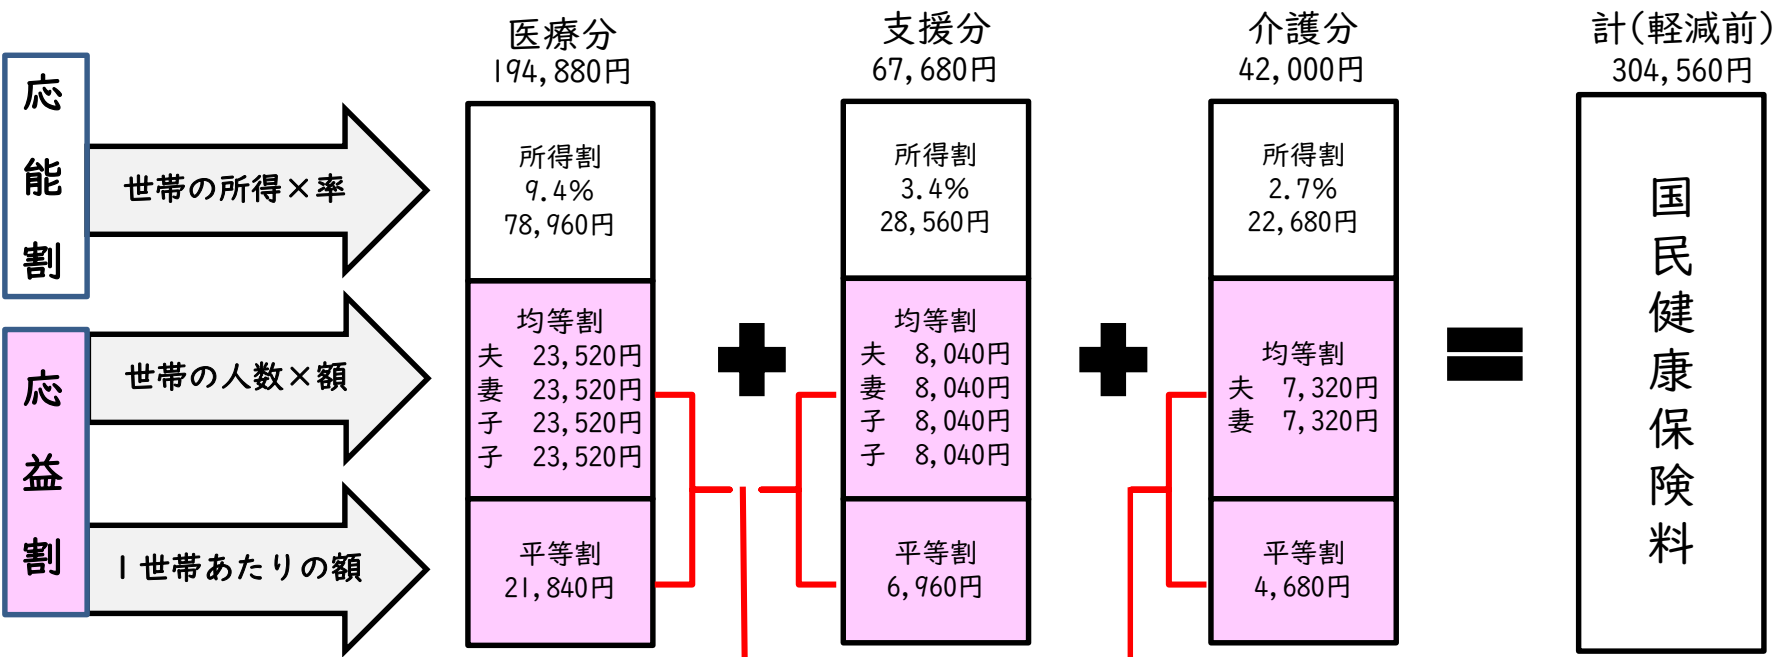 応能割
世帯の所得×率
応益割
世帯の人数×額
1世帯あたりの額
医療分
194,880円
所得割
9.4%
78,960円
均等割
夫 23,520円
妻 23,520円
子 23,520円
子 23,520円
平等割
21,840円
+
支援分
67,680円
所得割
3.4%
28,560円
均等割
夫 8,040円
妻 8,040円
子 8,040円
子 8,040円
平等割
6,960円
+
介護分
42,000円
所得割
2.7%
22,680円
均等割
夫 7,320円
妻 7,320円
平等割
4,680円
=
計(軽減前)
304,560円
国民健康保険料